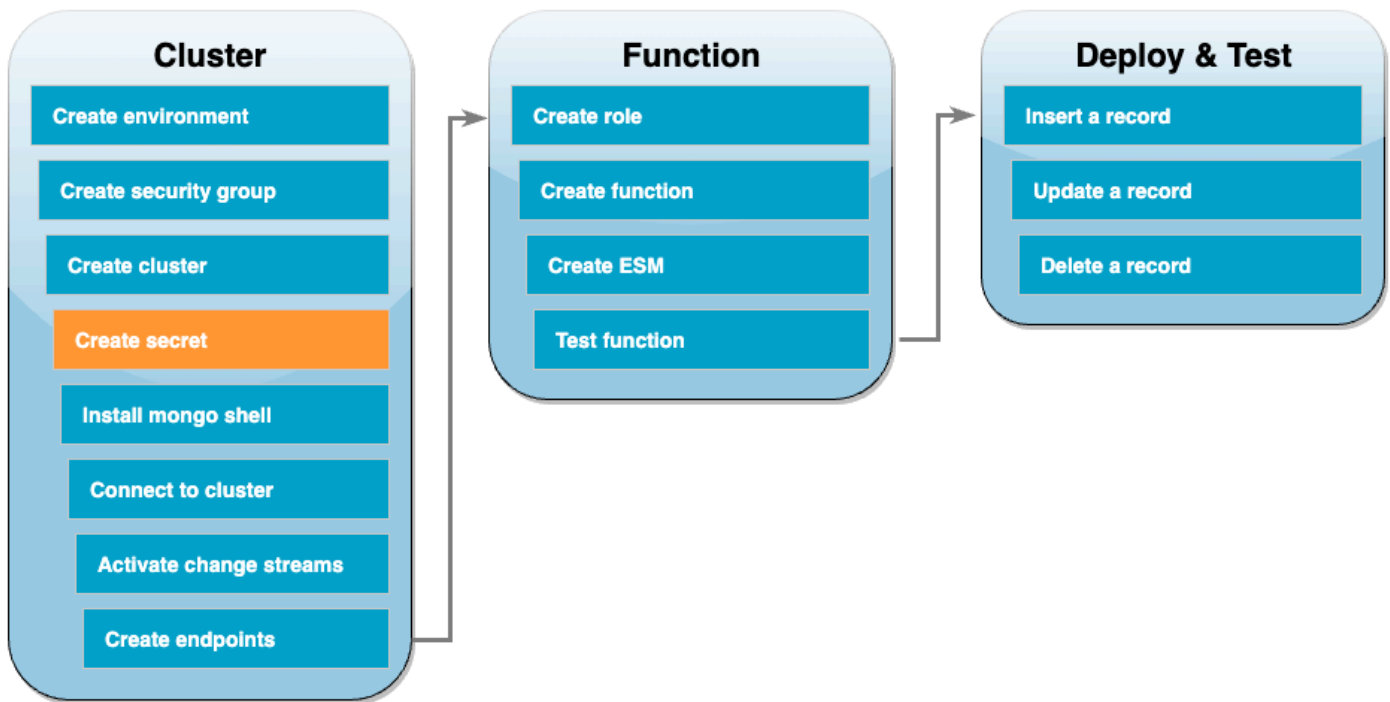 Cluster
Create environment
Create security group
Create cluster
Create secret
Install mongo shell
Connect to cluster
Activate change streams
Create endpoints
Function
Create role
Create function
Create ESM
Test function
Deploy & Test
Insert a record
Update a record
Delete a record